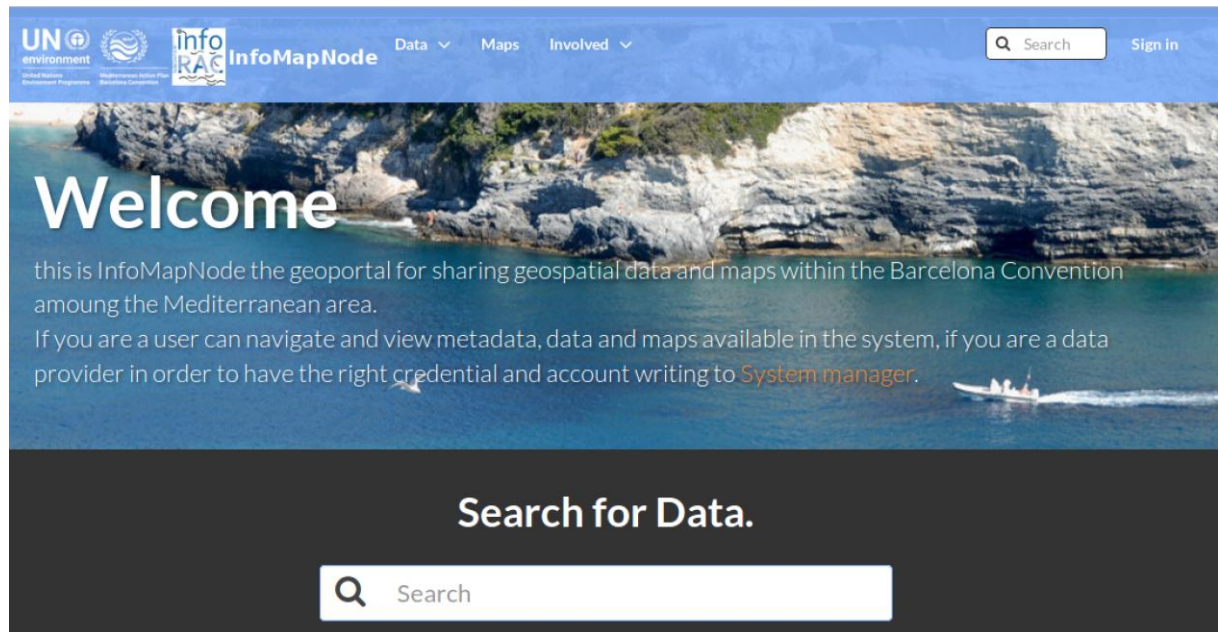 UN
environment
United Nations
Environment Programme
Mediterranean Action Plan
Barcelona Convention
info
RAC
InfoMapNode
Data
Maps
Involved
Search
Sign in
Welcome
this is InfoMapNode the geoportal for sharing geospatial data and maps within the Barcelona Convention
amoung the Mediterranean area.
If you are a user can navigate and view metadata, data and maps available in the system, if you are a data
provider in order to have the right credential and account writing to System manager.
Search for Data.
Search